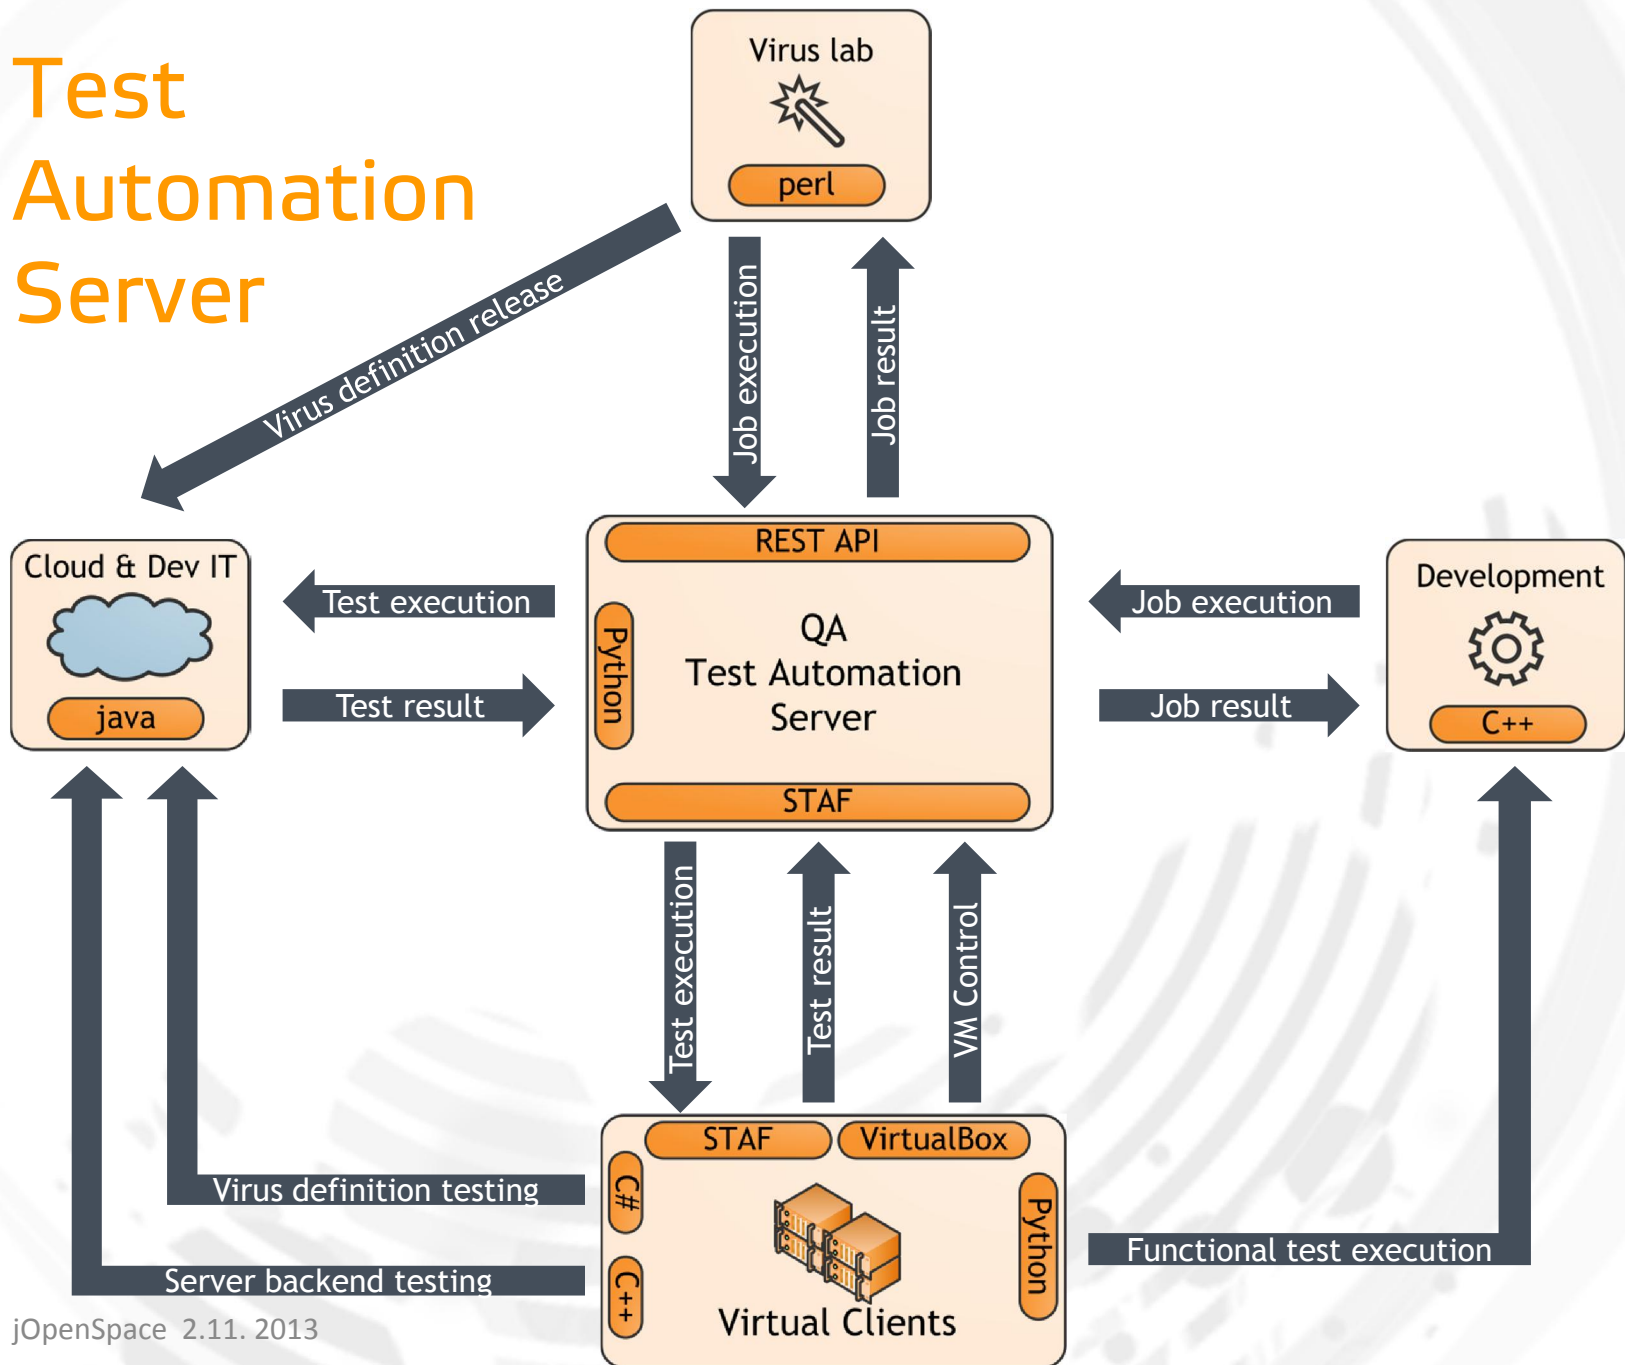 Test
Automation
Server
Virus lab
perl
Virus definition release
Job execution
Job result
Cloud & Dev IT
java
Test execution
Test result
REST API
Python
QA
Test Automation
Server
STAF
Job execution
Job result
Development
C++
Test execution
Test result
VM Control
STAF
VirtualBox
C#
C++
Python
Virtual Clients
Virus definition testing
Server backend testing
Functional test execution
jOpenSpace 2.11. 2013